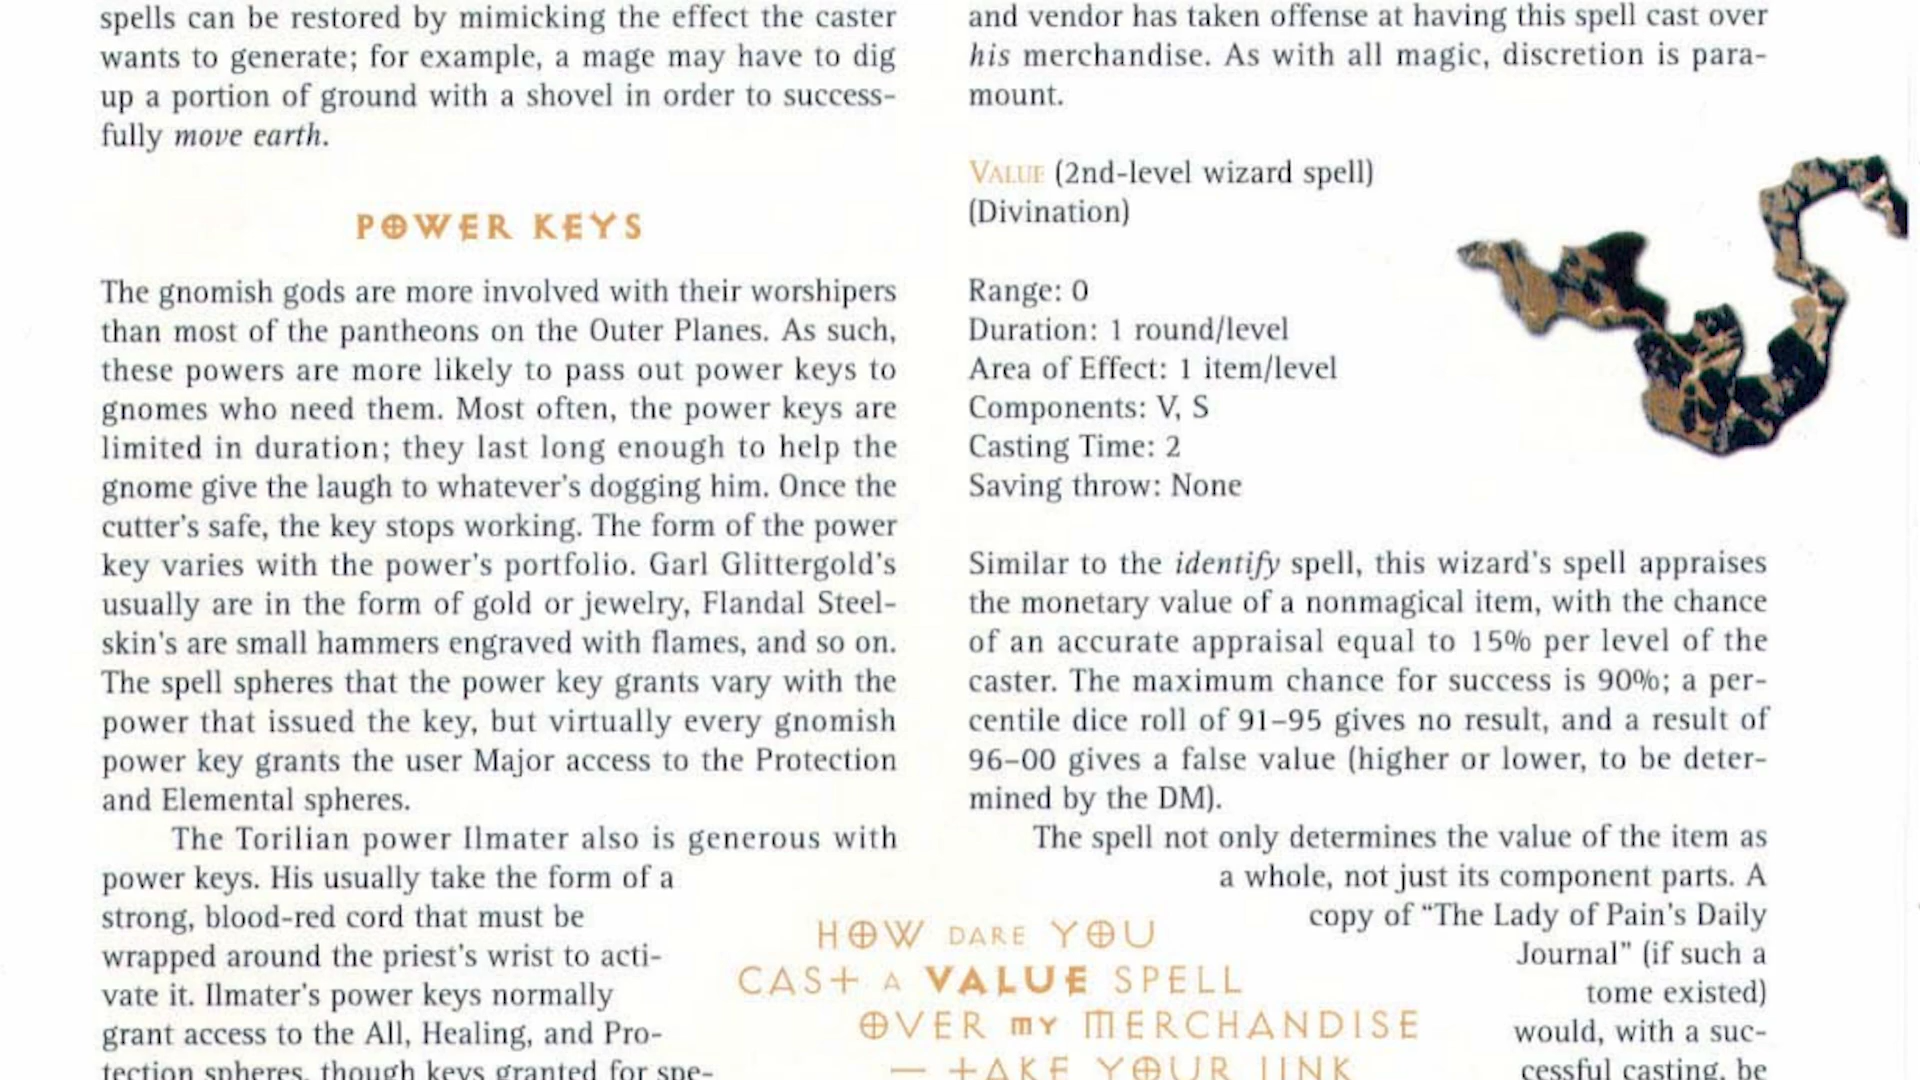 spells can be restored by mimicking the effect the caster
wants to generate; for example, a mage may have to dig
up a portion of ground with a shovel in order to success-
fully move earth.
POWER KEYS
The gnomish gods are more involved with their worshipers
than most of the pantheons on the Outer Planes. As such,
these powers are more likely to pass out power keys to
gnomes who need them. Most often, the power keys are
limited in duration; they last long enough to help the
gnome give the laugh to whatever's dogging him. Once the
cutter's safe, the key stops working. The form of the power
key varies with the power's portfolio. Garl Glittergold's
usually are in the form of gold or jewelry, Flandal Steel-
skin's are small hammers engraved with flames, and so on.
The spell spheres that the power key grants vary with the
power that issued the key, but virtually every gnomish
power key grants the user Major access to the Protection
and Elemental spheres.
The Torilian power Ilmater also is generous with
power keys. His usually take the form of a
strong, blood-red cord that must be
wrapped around the priest's wrist to acti-
vate it. Ilmater's power keys normally
grant access to the All, Healing, and Pro-
tection spheres, though keys granted for spe-
and vendor has taken offense at having this spell cast over
his merchandise. As with all magic, discretion is para-
mount.
VALUE (2nd-level wizard spell)
(Divination)
Range: 0
Duration: 1 round/level
Area of Effect: 1 item/level
Components: V, S
Casting Time: 2
Saving throw: None
Similar to the identify spell, this wizard's spell appraises
the monetary value of a nonmagical item, with the chance
of an accurate appraisal equal to 15% per level of the
caster. The maximum chance for success is 90%; a per-
centile dice roll of 91–95 gives no result, and a result of
96–00 gives a false value (higher or lower, to be deter-
mined by the DM).
The spell not only determines the value of the item as
a whole, not just its component parts. A
copy of "The Lady of Pain's Daily
Journal" (if such a
tome existed)
would, with a suc-
cessful casting, be
HOW DARE YOU
CAST A VALUE SPELL
OVER MY MERCHANDISE
— TAKE YOUR JINK